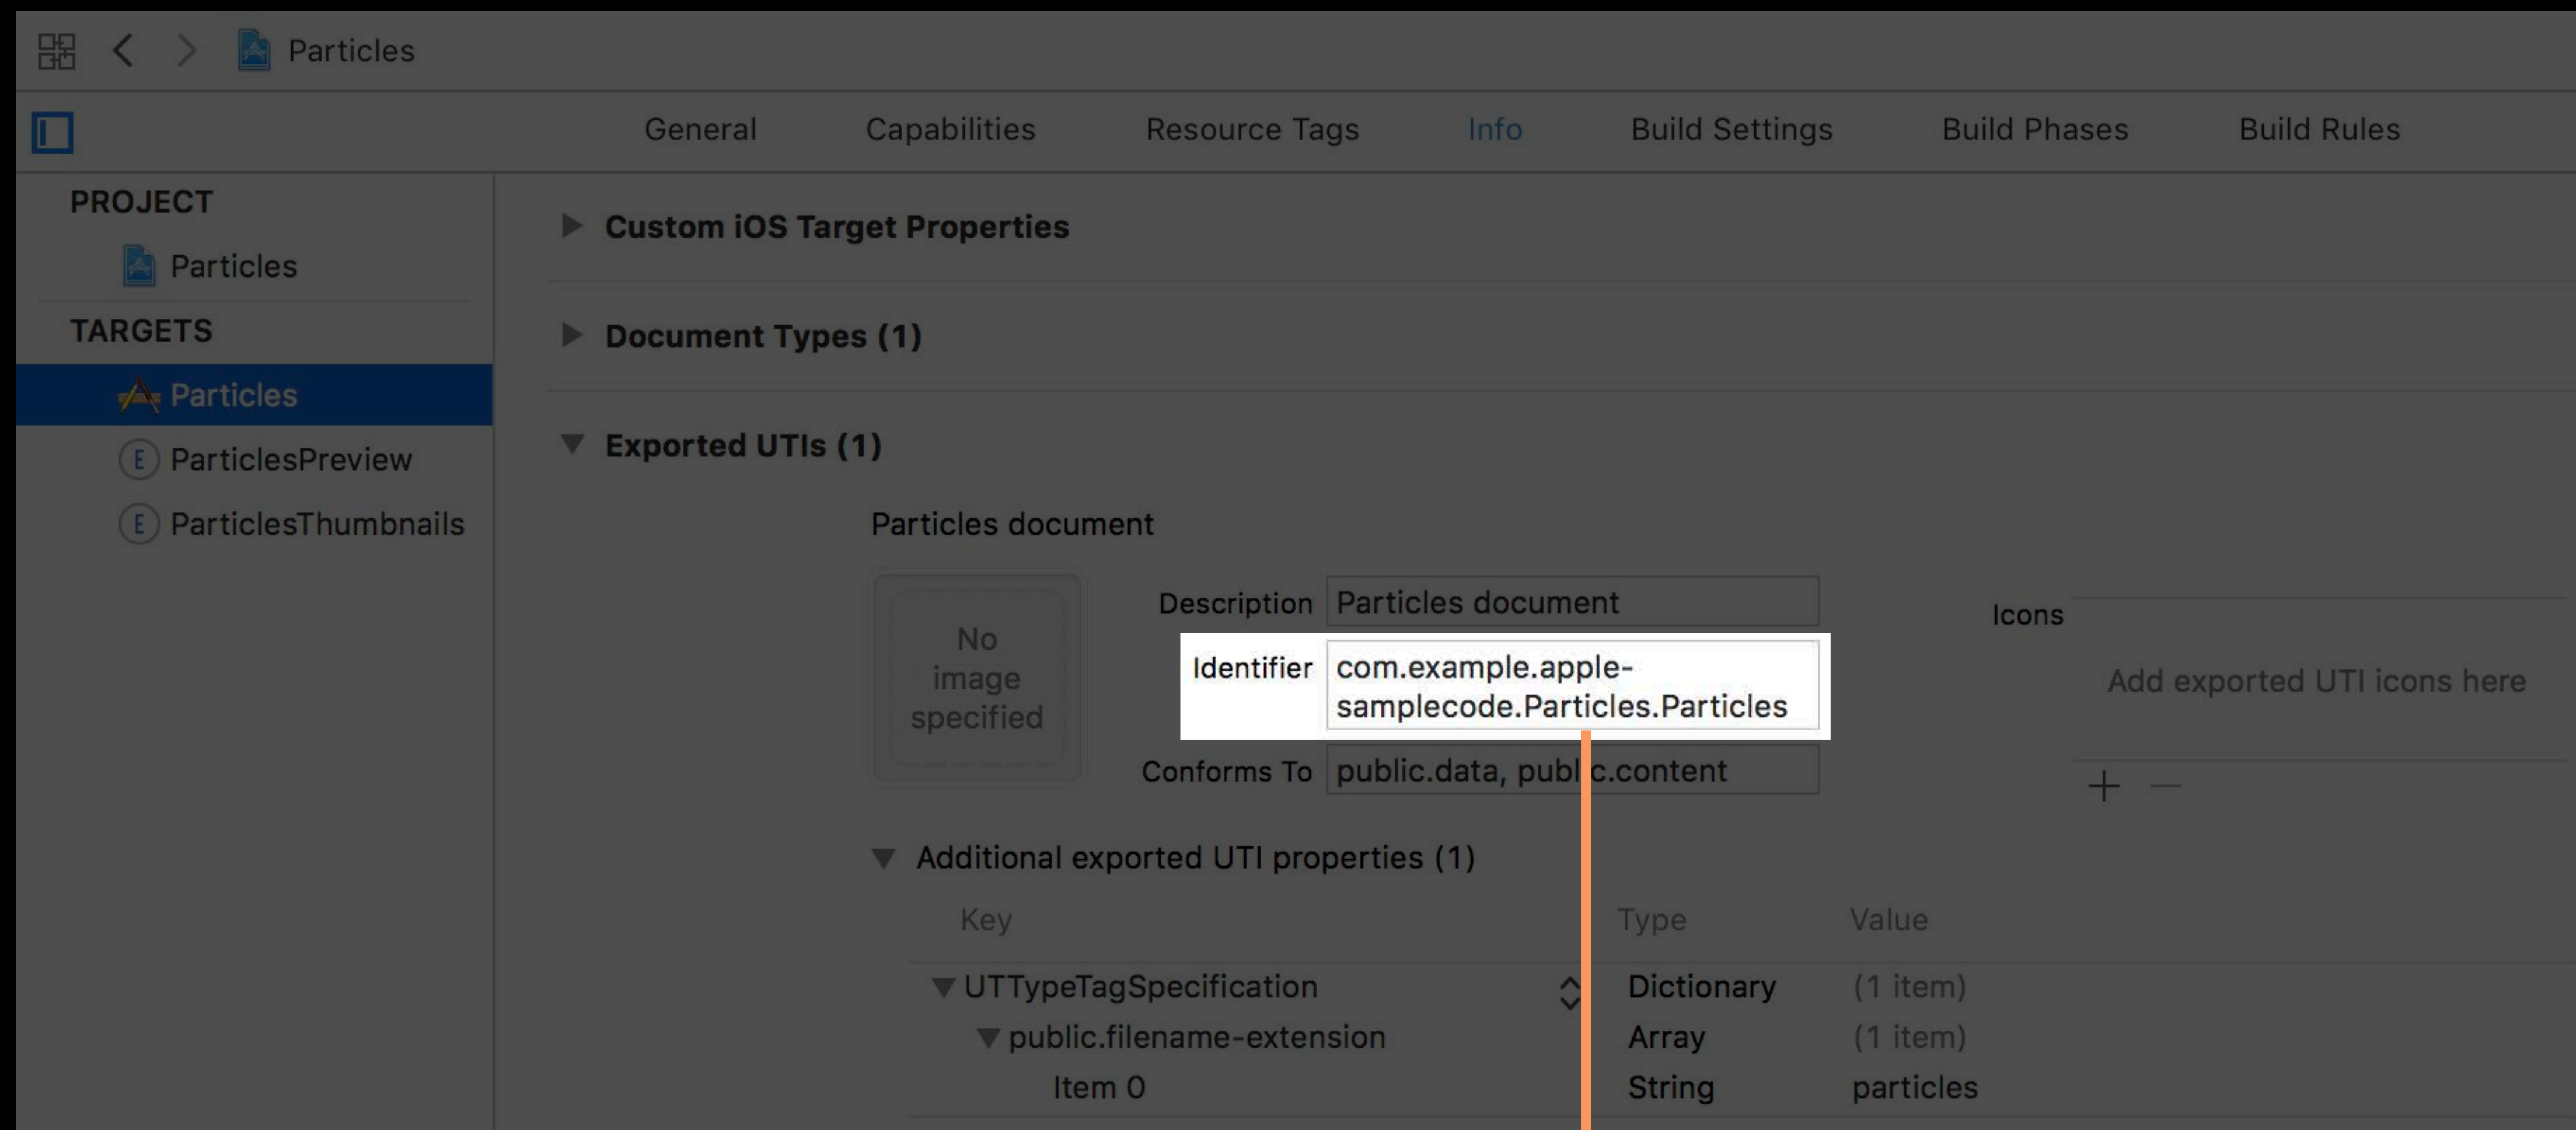 Particles
General Capabilities Resource Tags Info Build Settings Build Phases Build Rules
PROJECT
Particles
TARGETS
Particles
E ParticlesPreview
E ParticlesThumbnails
Custom iOS Target Properties
Document Types (1)
Exported UTIs (1)
Particles document
No
image
specified
Description Particles document
Identifier com.example.apple-
samplecode.Particles.Particles
Conforms To public.data, public.content
Icons
Add exported UTI icons here
Additional exported UTI properties (1)
Key Type Value
UTTypeTagSpecification Dictionary (1 item)
public.filename-extension Array (1 item)
Item 0 String particles